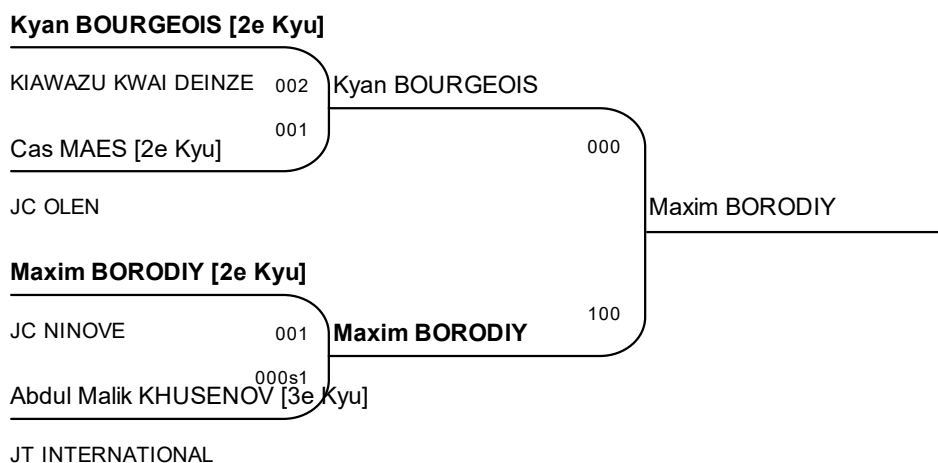 Kyan BOURGEOIS [2e Kyu]
KIAWAZU KWAI DEINZE 002 Kyan BOURGEOIS
001
Cas MAES [2e Kyu] 000
JC OLEN Maxim BORODIY
Maxim BORODIY [2e Kyu]
100
JC NINOVE 001 Maxim BORODIY
000s1
Abdul Malik KHUSENOV [3e Kyu]
JT INTERNATIONAL